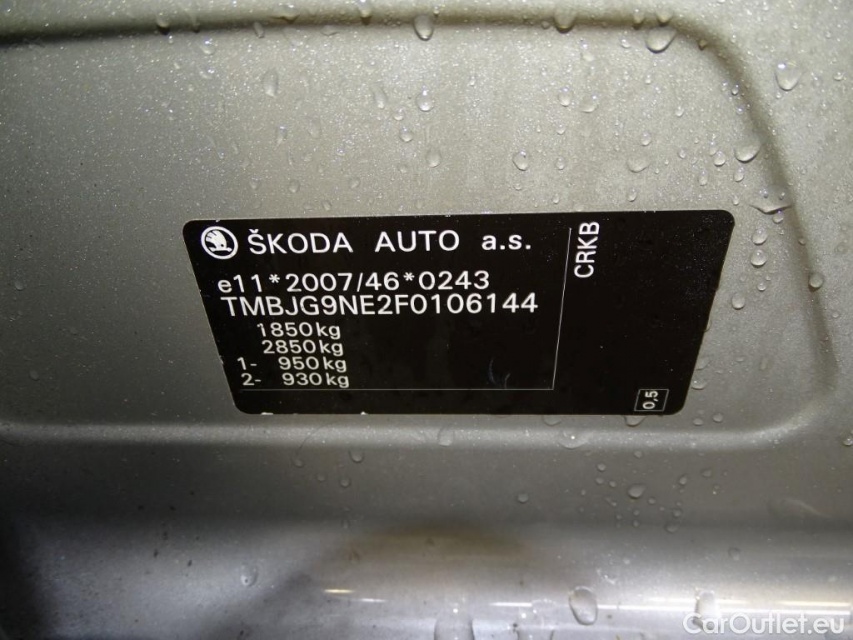 ŠKODA AUTO a.s.
e11*2007/46*0243
TMBJG9NE2F0106144
1850kg
2850kg
1- 950kg
2- 930kg
CRKB
0,5
CarOutlet.eu